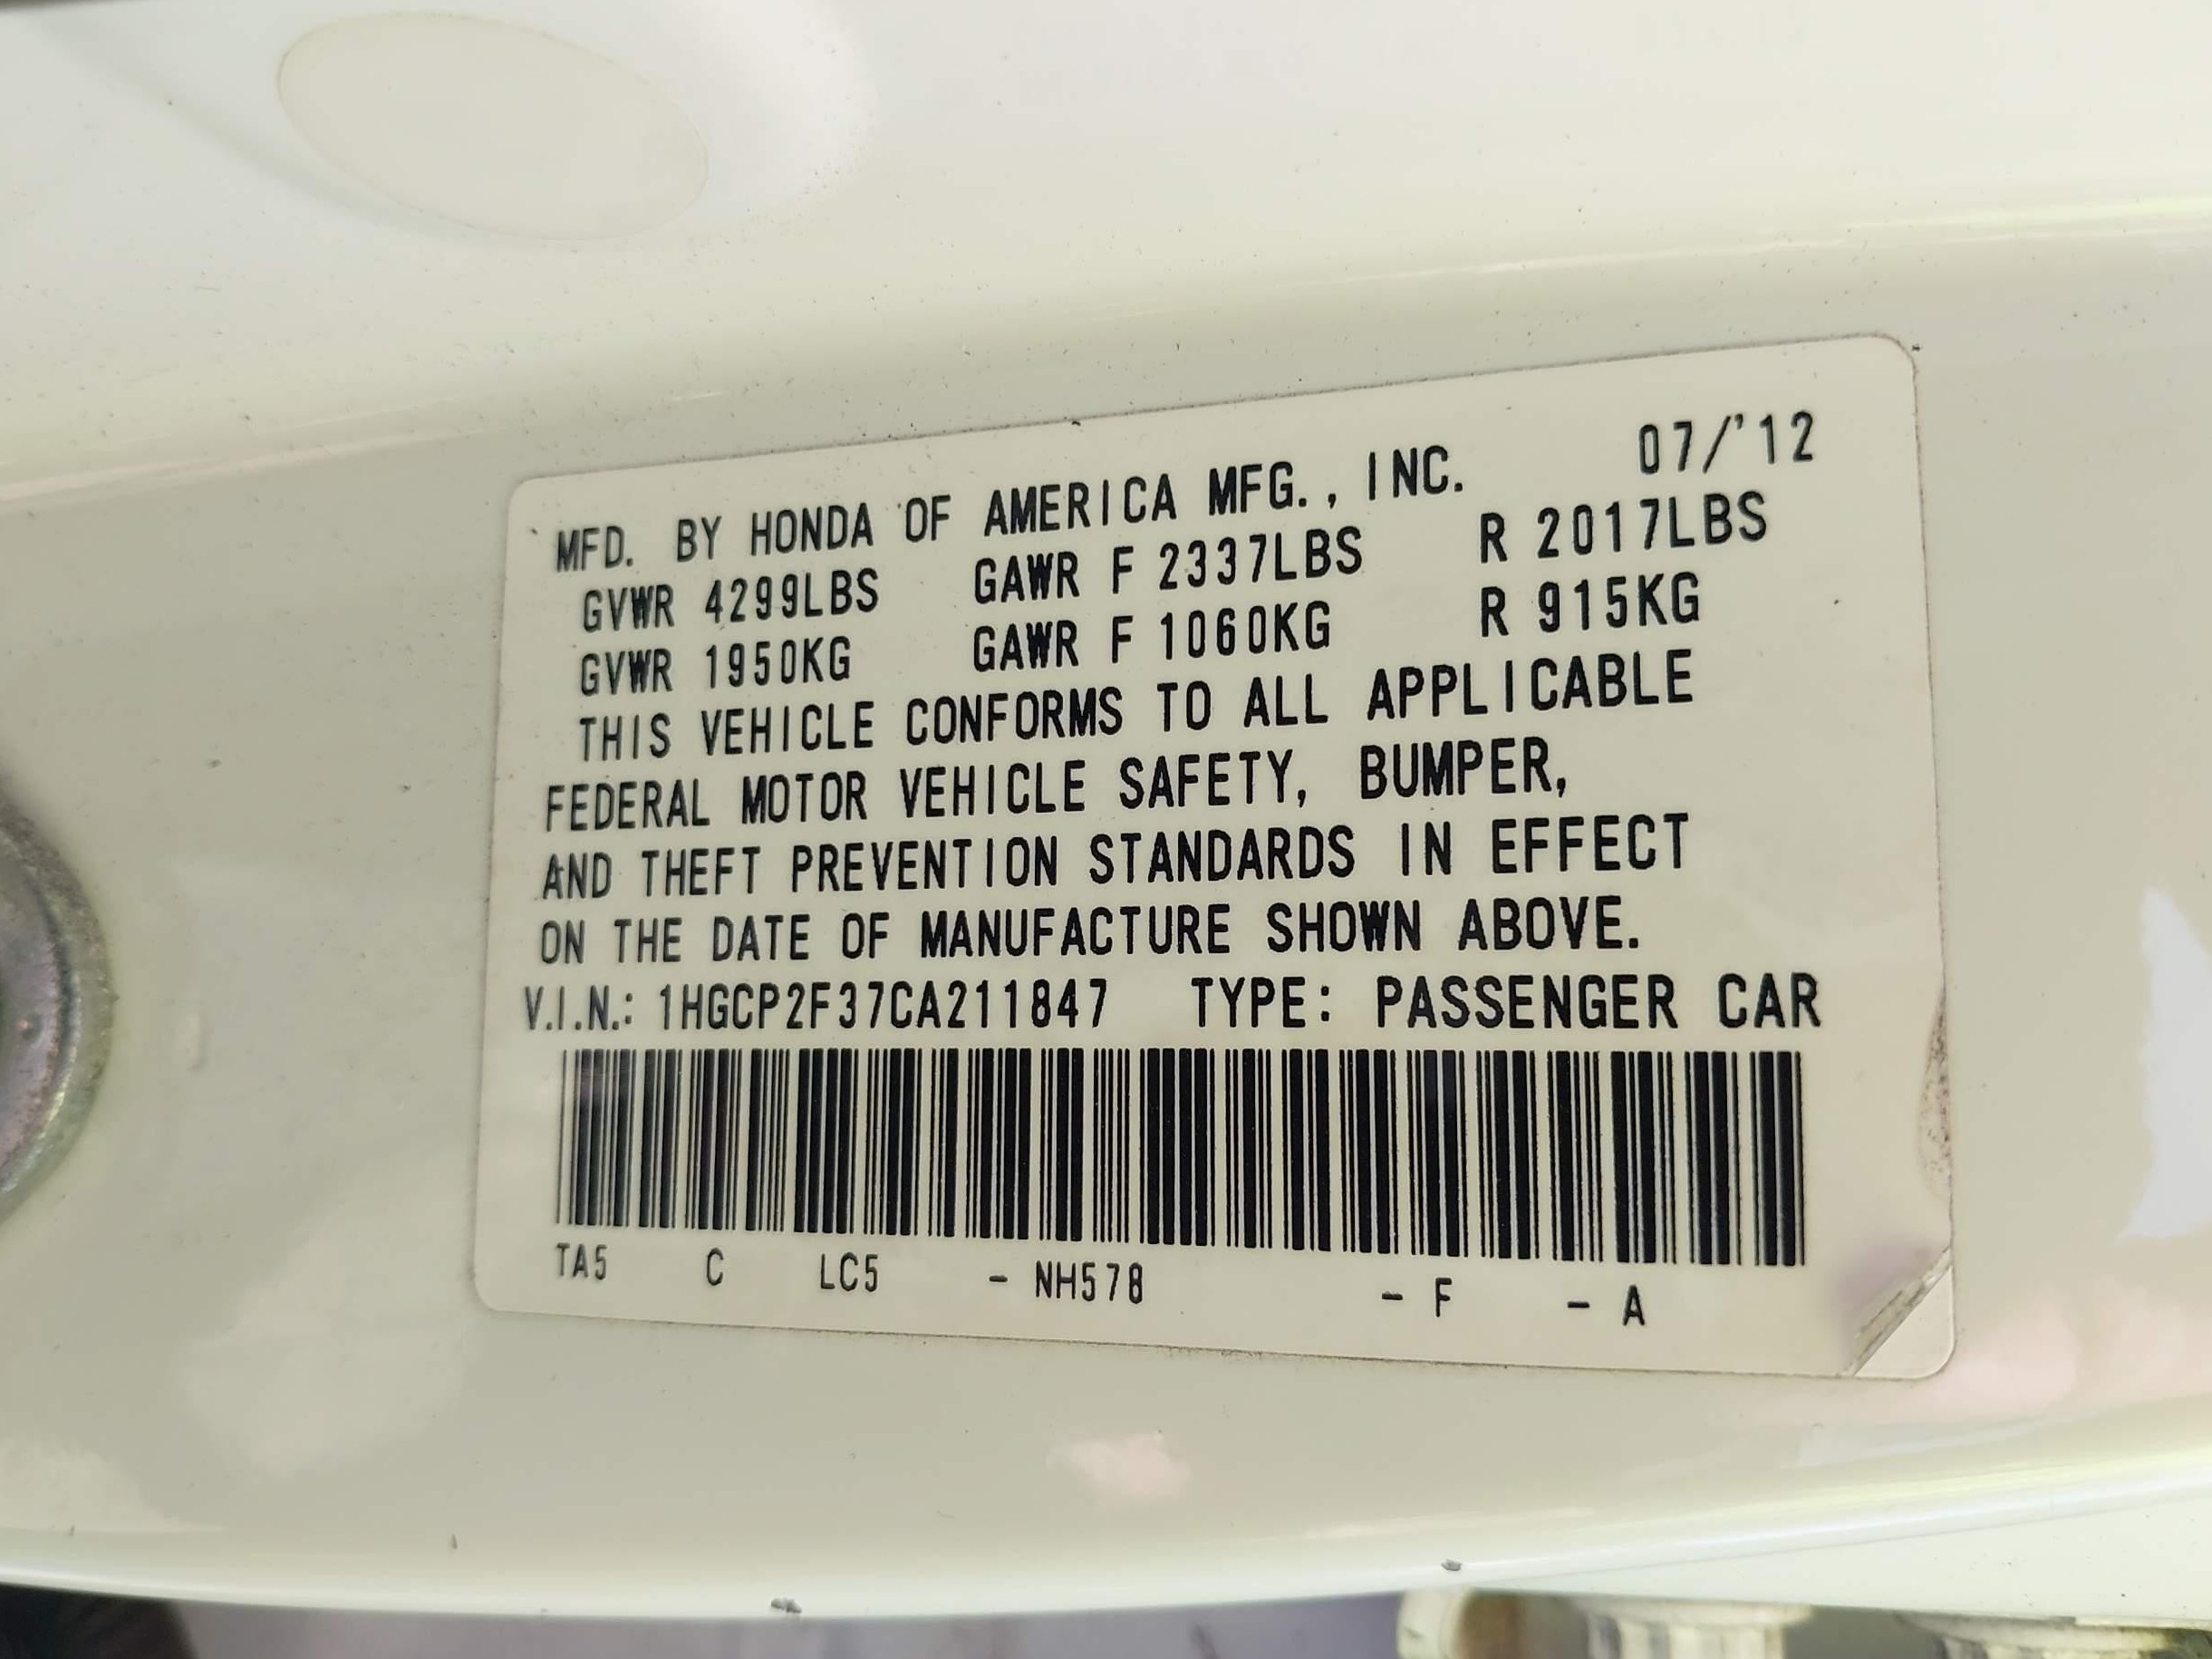 MFD. BY HONDA OF AMERICA MFG., INC. 07/'12
GVWR 4299LBS GAWR F 2337LBS R 2017LBS
GVWR 1950KG GAWR F 1060KG R 915KG
THIS VEHICLE CONFORMS TO ALL APPLICABLE
FEDERAL MOTOR VEHICLE SAFETY, BUMPER,
AND THEFT PREVENTION STANDARDS IN EFFECT
ON THE DATE OF MANUFACTURE SHOWN ABOVE.
V.I.N.: 1HGCP2F37CA211847 TYPE: PASSENGER CAR
TA5 C LC5 - NH578 - F - A